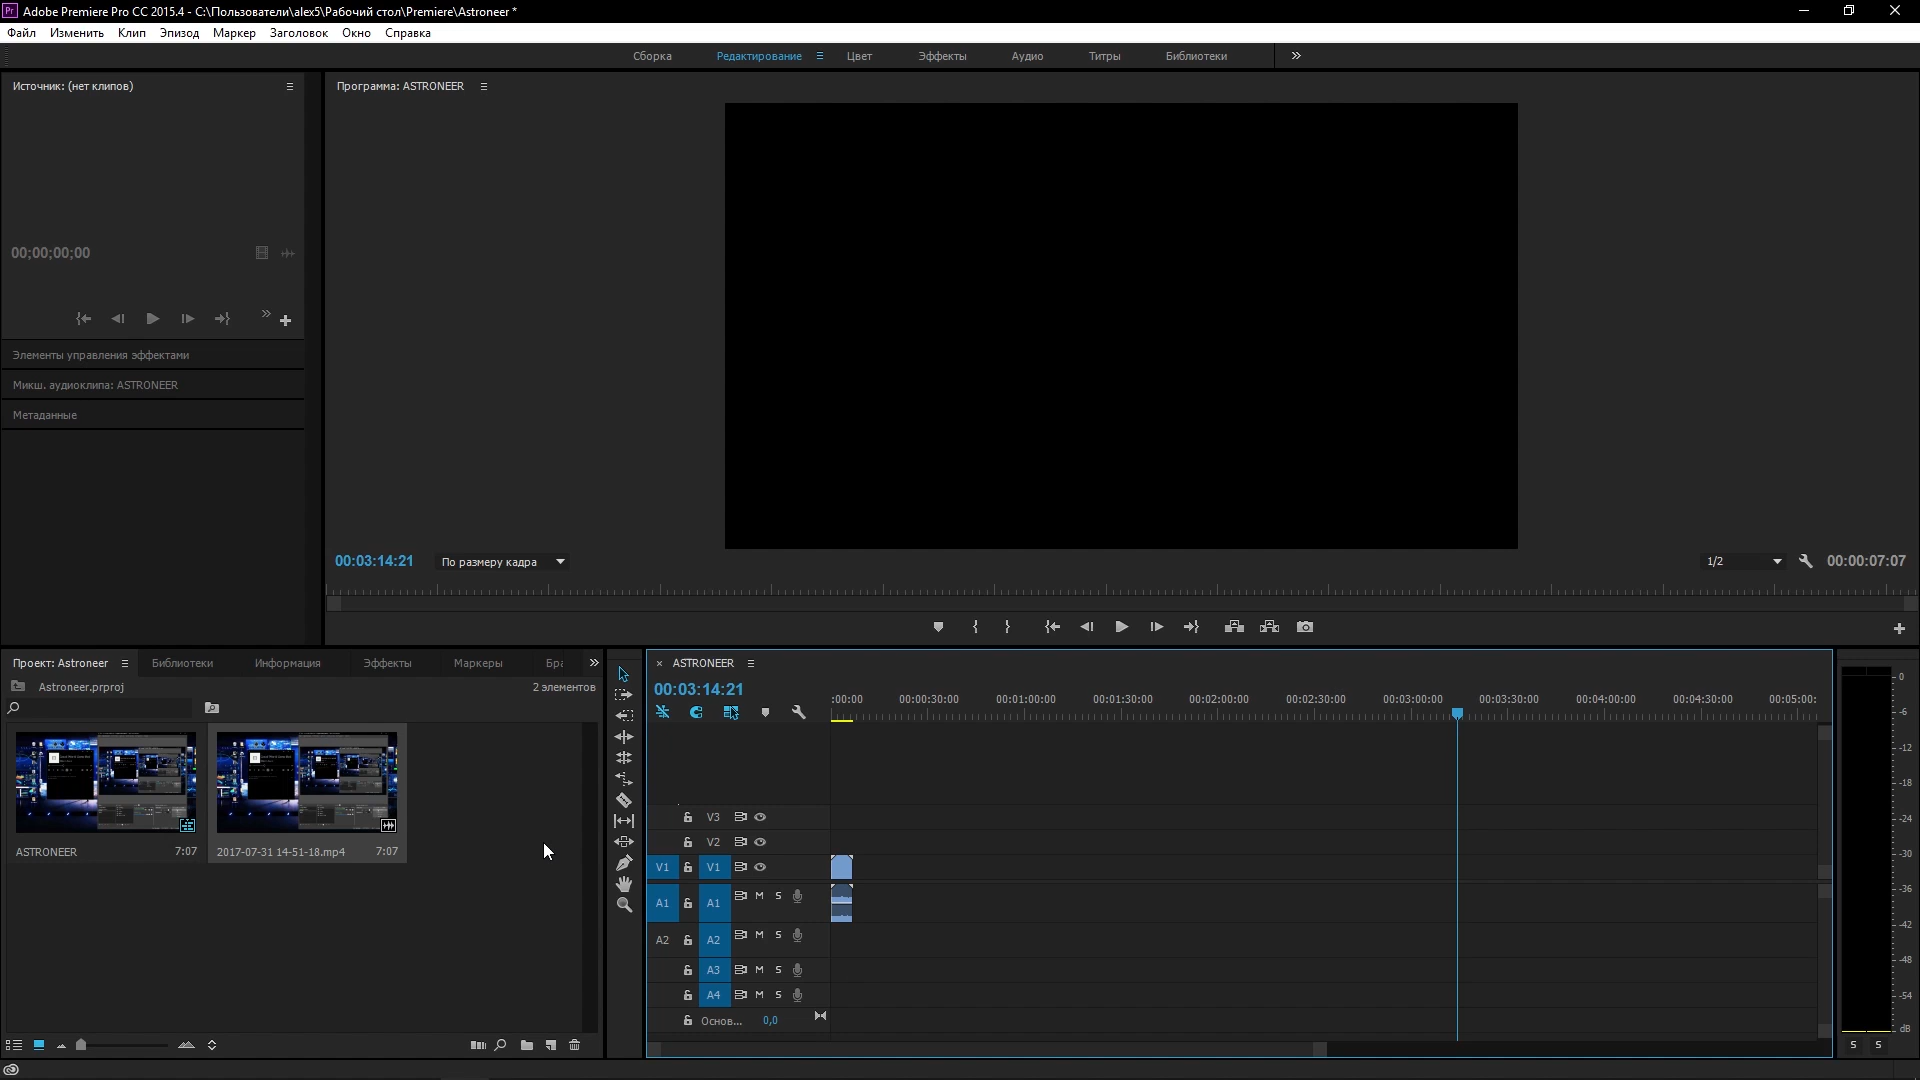 Pr Adobe Premiere Pro CC 2015.4 - C:\Пользователи\alex5\Рабочий стол\Premiere\Astroneer *
Файл Изменить Клип Эпизод Маркер Заголовок Окно Справка
Сборка Редактирование Цвет Эффекты Аудио Титры Библиотеки
Источник: (нет клипов)
Программа: ASTRONEER
00;00;00;00
Элементы управления эффектами
Микш. аудиоклипа: ASTRONEER
Метаданные
00:03:14:21 По размеру кадра 1/2 00:00:07:07
Проект: Astroneer Библиотеки Информация Эффекты Маркеры Бра
Astroneer.prproj 2 элементов
ASTRONEER 7:07
2017-07-31 14-51-18.mp4 7:07
ASTRONEER
00:03:14:21
:00:00 00:00:30:00 00:01:00:00 00:01:30:00 00:02:00:00 00:02:30:00 00:03:00:00 00:03:30:00 00:04:00:00 00:04:30:00 00:05:00:
V3
V2
V1 V1
A1 A1 M S
A2 A2 M S
A3 M S
A4 M S
Основ... 0,0
0
-6
-12
-18
-24
-30
-36
-42
-48
-54
dB
S S